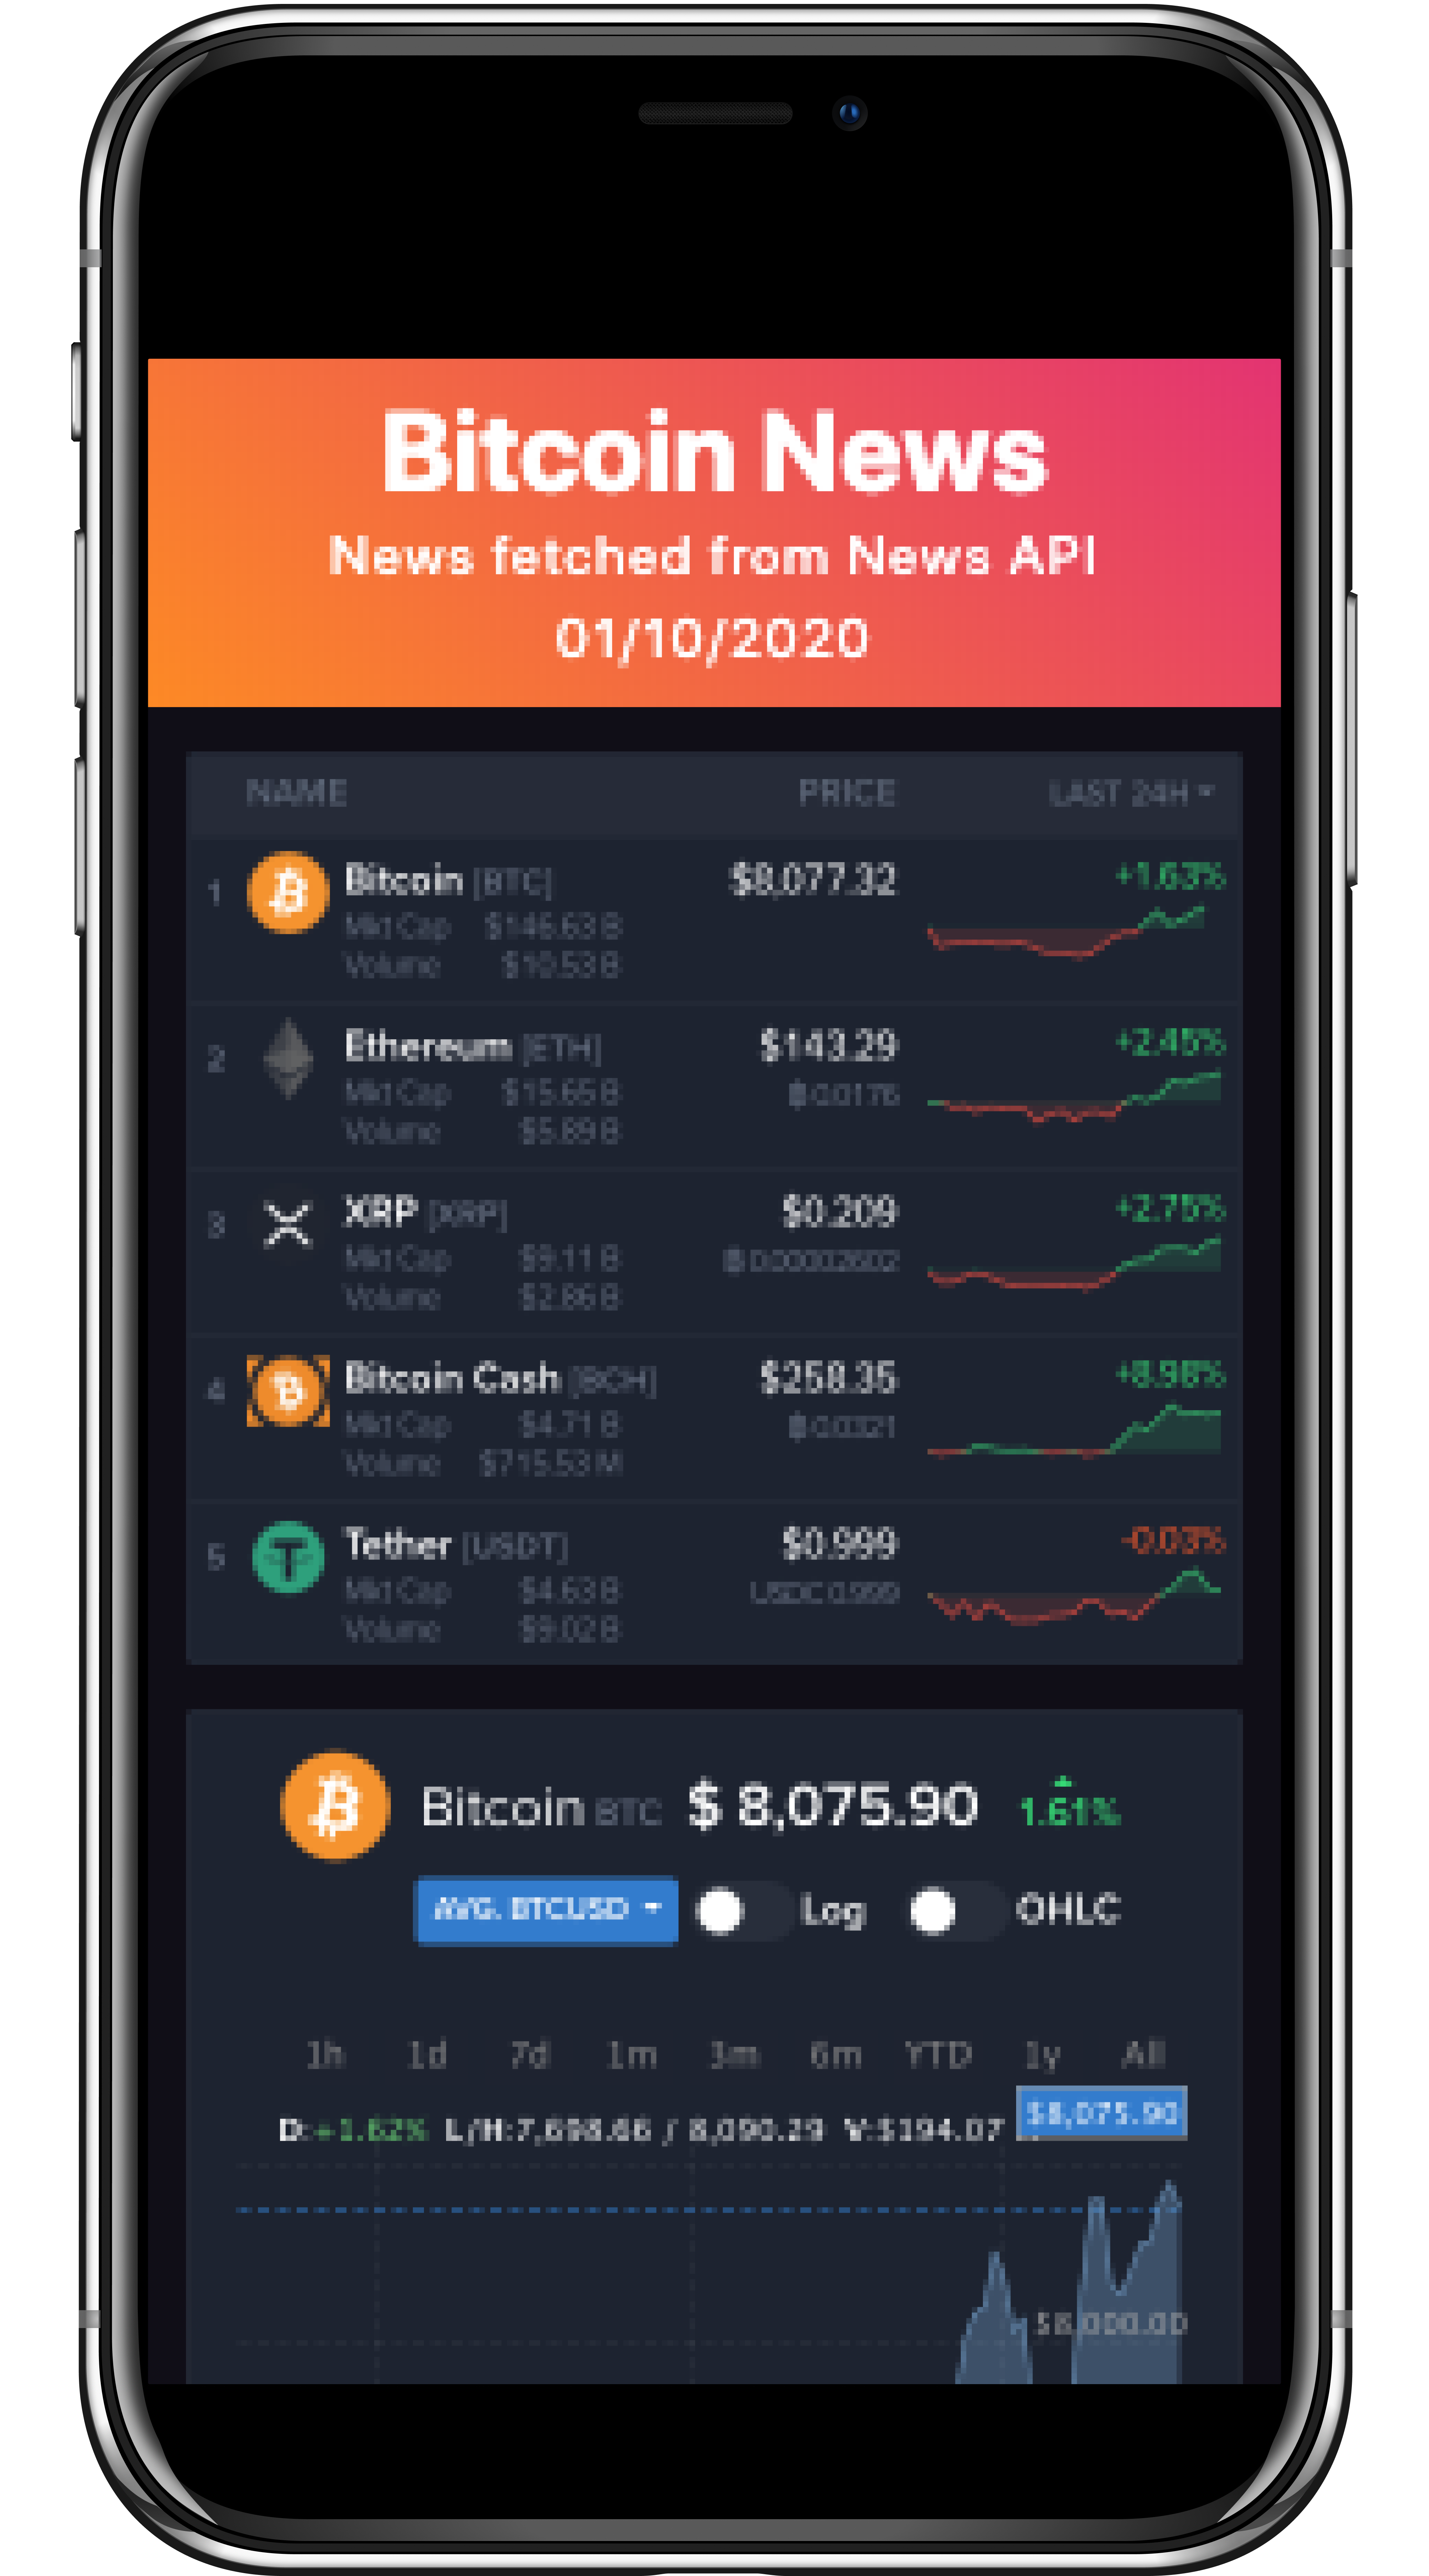 Bitcoin News
News fetched from News API
01/10/2020
NAME PRICE LAST 24H
1 Bitcoin [BTC] $8,077.32 +1.63%
Mkt Cap $146.63 B
Volume $10.53 B
2 Ethereum [ETH] $143.29 +2.45%
Mkt Cap $15.65 B ₿0.0176
Volume $5.89 B
3 XRP [XRP] $0.209 +2.75%
Mkt Cap $9.11 B
Volume $2.86 B
4 Bitcoin Cash [BCH] $258.35 +8.98%
Mkt Cap $4.71 B ₿0.0321
Volume $715.53 M
5 Tether [USDT] $0.999 -0.03%
Mkt Cap $4.63 B USDC 0.999
Volume $9.02 B
Bitcoin BTC $ 8,075.90 1.61%
AVG. BTCUSD Log OHLC
1h 1d 7d 1m 3m 6m YTD 1y All
$8,075.90
D:+1.62% L/H:7,698.66 / 8,090.29 V:$194.07
$8,000.00